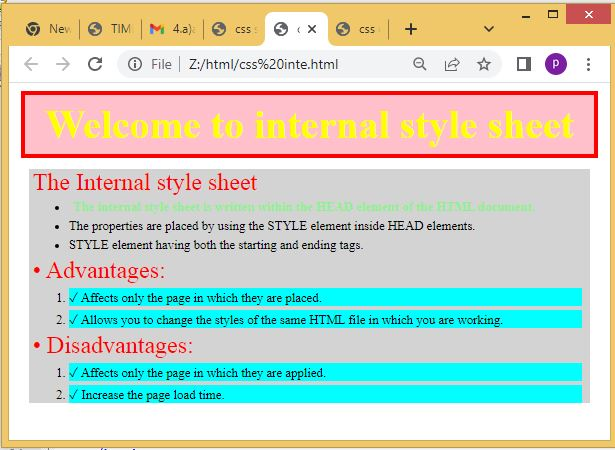 New
TIM
4.a)a
css s
c
css
File
Z:/html/css%20inte.html
p
Welcome to internal style sheet
The Internal style sheet
• The internal style sheet is written within the HEAD element of the HTML document.
• The properties are placed by using the STYLE element inside HEAD elements.
• STYLE element having both the starting and ending tags.
• Advantages:
1. ✓ Affects only the page in which they are placed.
2. ✓ Allows you to change the styles of the same HTML file in which you are working.
• Disadvantages:
1. ✓ Affects only the page in which they are applied.
2. ✓ Increase the page load time.